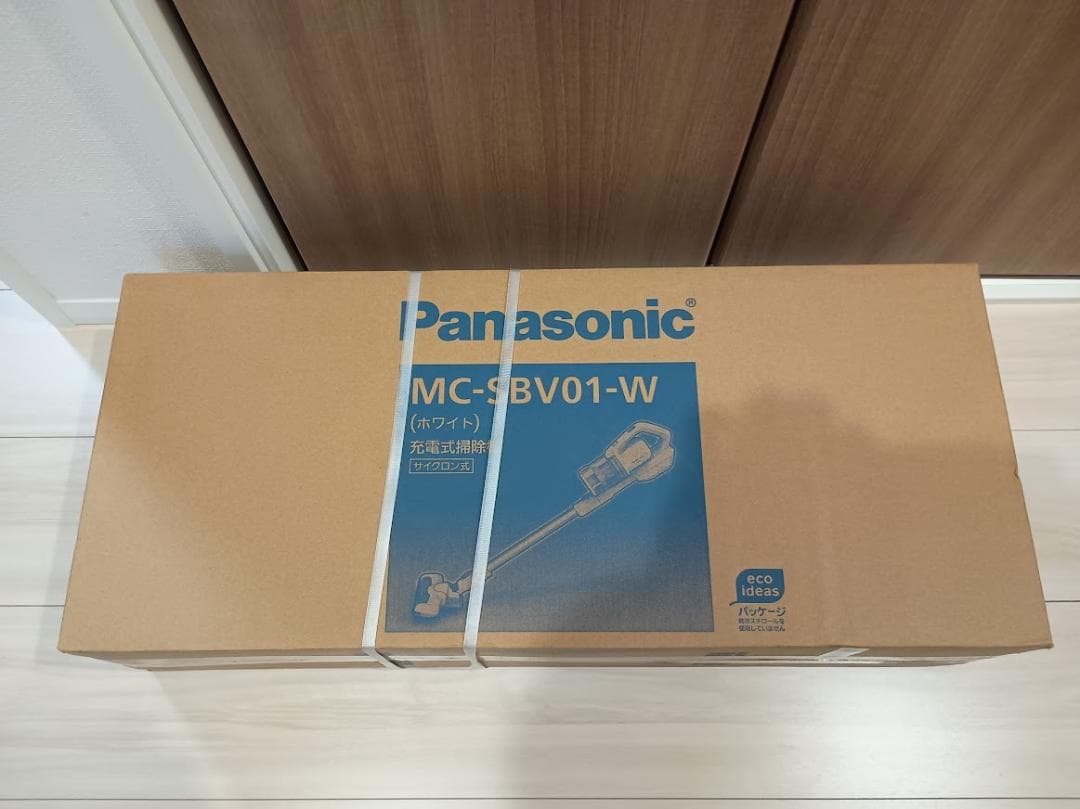 Panasonic®
MC-SBV01-W
(ホワイト)
充電式掃除機
サイクロン式
eco
ideas
パッケージ
発泡スチロールを
使用していません